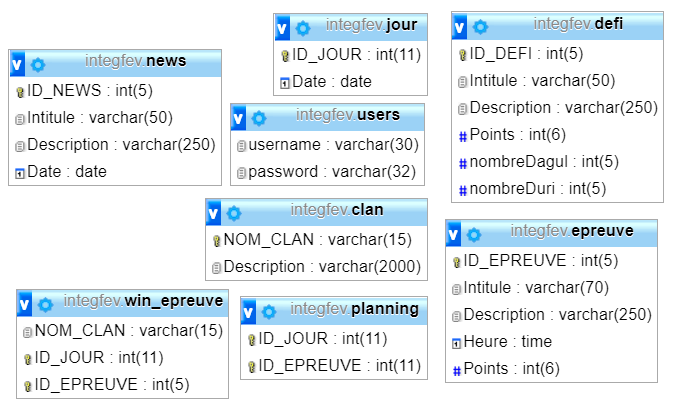 integfev.news
ID_NEWS : int(5)
Intitule : varchar(50)
Description : varchar(250)
Date : date
integfev.jour
ID_JOUR : int(11)
Date : date
integfev.users
username : varchar(30)
password : varchar(32)
integfev.defi
ID_DEFI : int(5)
Intitule : varchar(50)
Description : varchar(250)
Points : int(6)
nombreDagul : int(5)
nombreDuri : int(5)
integfev.clan
NOM_CLAN : varchar(15)
Description : varchar(2000)
integfev.epreuve
ID_EPREUVE : int(5)
Intitule : varchar(70)
Description : varchar(250)
Heure : time
Points : int(6)
integfev.win_epreuve
NOM_CLAN : varchar(15)
ID_JOUR : int(11)
ID_EPREUVE : int(5)
integfev.planning
ID_JOUR : int(11)
ID_EPREUVE : int(11)